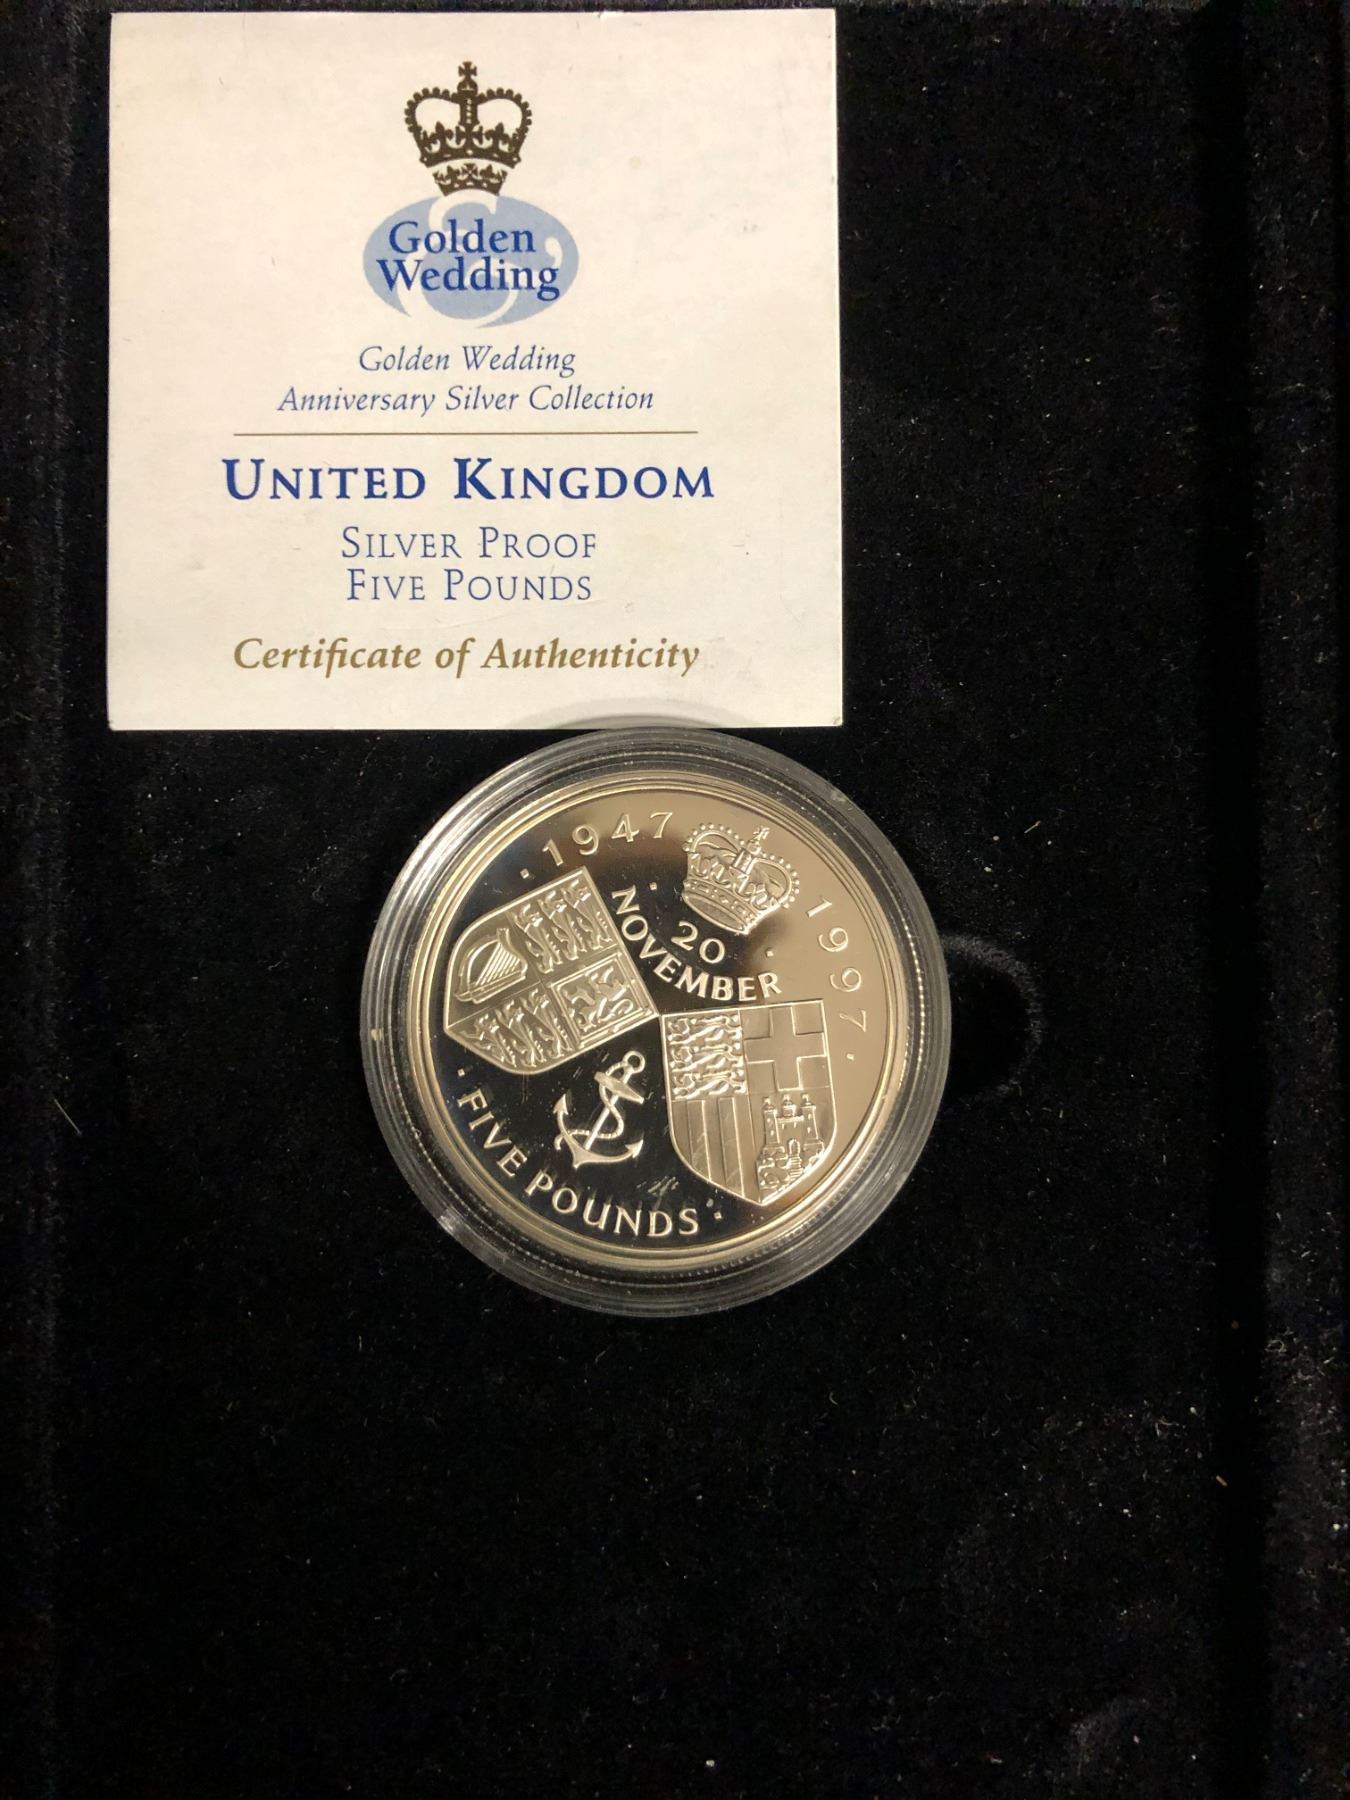 Golden
Wedding
Golden Wedding
Anniversary Silver Collection
UNITED KINGDOM
SILVER PROOF
FIVE POUNDS
Certificate of Authenticity
· 1947
1997 ·
· 20 ·
NOVEMBER
· FIVE POUNDS ·